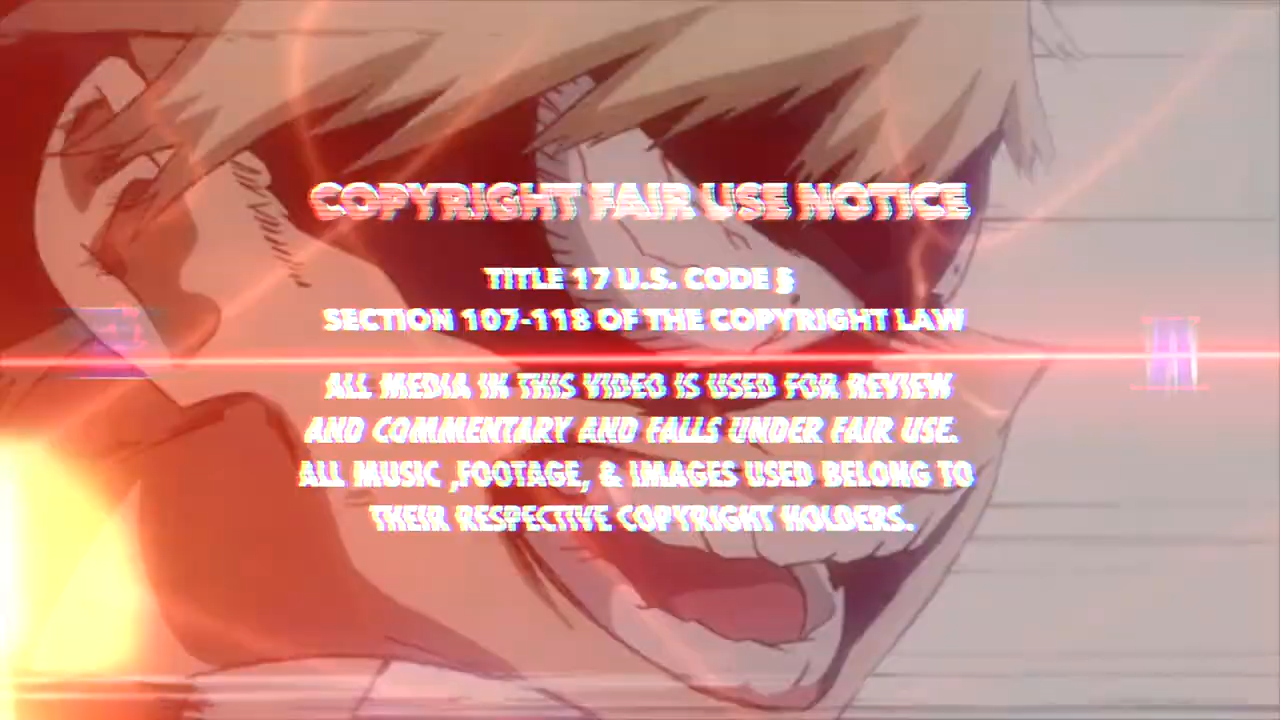 COPYRIGHT FAIR USE NOTICE
TITLE 17 U.S. CODE §
SECTION 107-118 OF THE COPYRIGHT LAW
ALL MEDIA IN THIS VIDEO IS USED FOR REVIEW
AND COMMENTARY AND FALLS UNDER FAIR USE.
ALL MUSIC ,FOOTAGE, & IMAGES USED BELONG TO
THEIR RESPECTIVE COPYRIGHT HOLDERS.